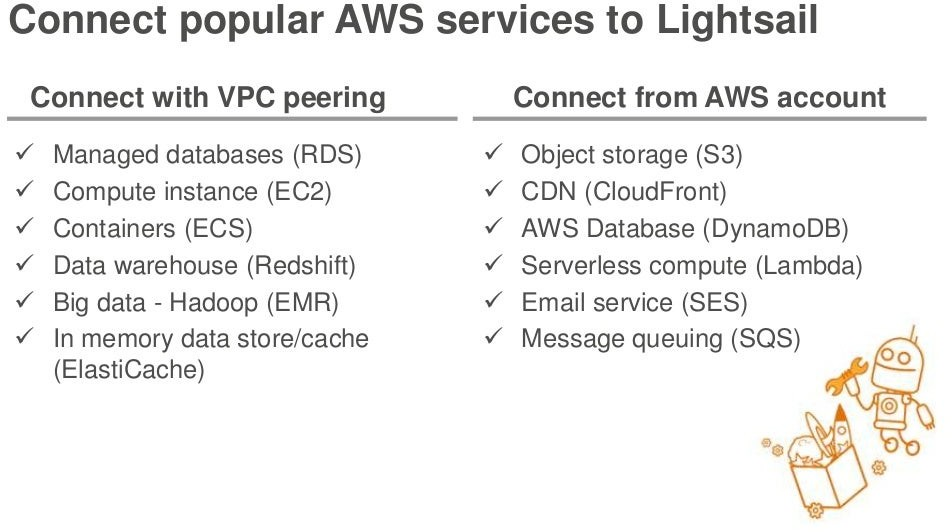 Connect popular AWS services to Lightsail
Connect with VPC peering
Managed databases (RDS)
Compute instance (EC2)
Containers (ECS)
Data warehouse (Redshift)
Big data - Hadoop (EMR)
In memory data store/cache
(ElastiCache)
Connect from AWS account
Object storage (S3)
CDN (CloudFront)
AWS Database (DynamoDB)
Serverless compute (Lambda)
Email service (SES)
Message queuing (SQS)